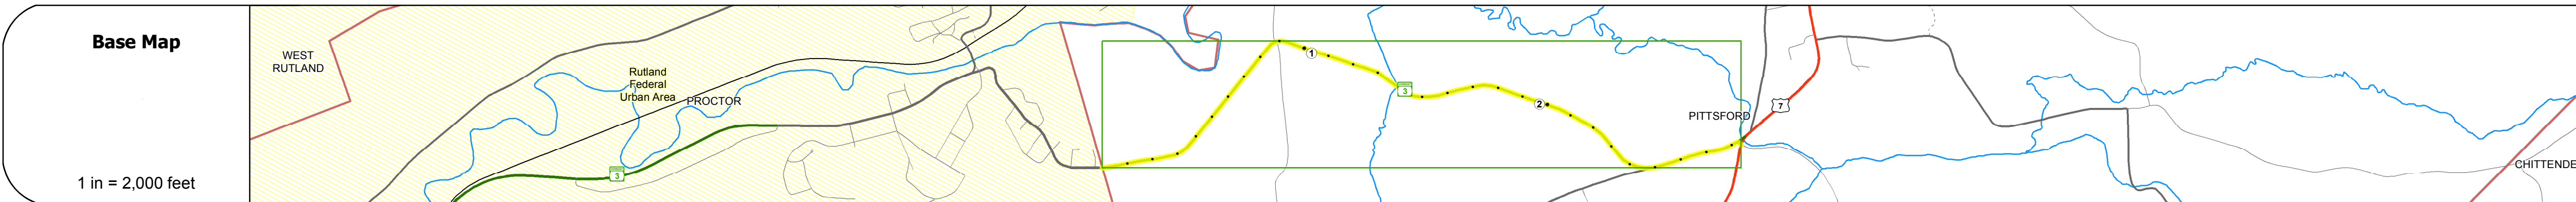 Base Map
1 in = 2,000 feet
WEST
RUTLAND
Rutland
Federal
Urban Area
PROCTOR
3
1
3
2
PITTSFORD
7
CHITTENDE